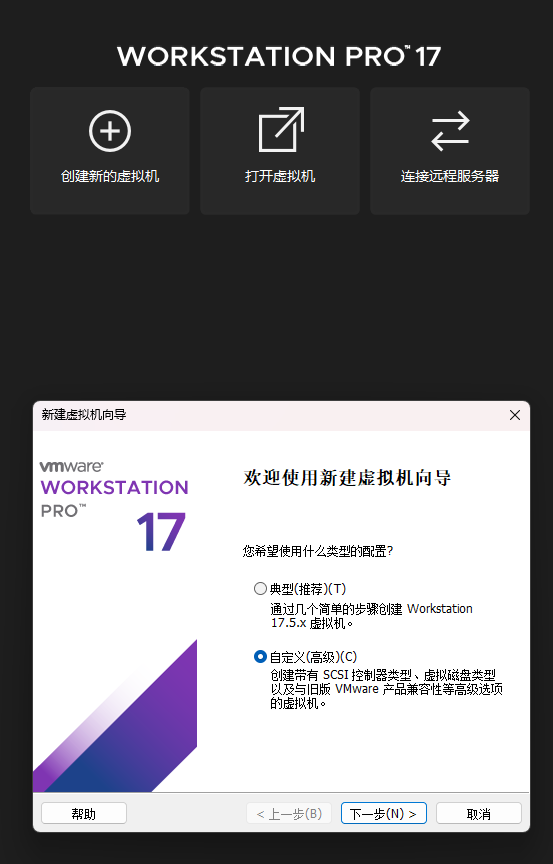 WORKSTATION PRO™ 17
创建新的虚拟机
打开虚拟机
连接远程服务器
新建虚拟机向导
vmware®
WORKSTATION
PRO™
17
欢迎使用新建虚拟机向导
您希望使用什么类型的配置?
典型(推荐)(T)
通过几个简单的步骤创建 Workstation
17.5.x 虚拟机。
自定义(高级)(C)
创建带有 SCSI 控制器类型、虚拟磁盘类型
以及与旧版 VMware 产品兼容性等高级选项
的虚拟机。
帮助
< 上一步(B)
下一步(N) >
取消